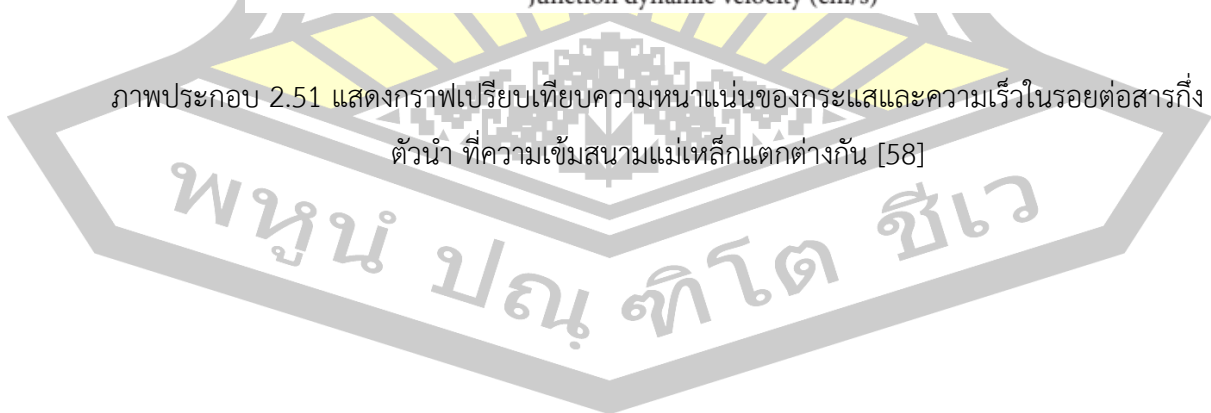 Junction dynamic velocity (cm/s)
ภาพประกอบ 2.51 แสดงกราฟเปรียบเทียบความหนาแน่นของกระแสและความเร็วในรอยต่อสารกึ่ง
ตัวนำ ที่ความเข้มสนามแม่เหล็กแตกต่างกัน [58]
พหูนํ ปณฺฑิโต ชีเว